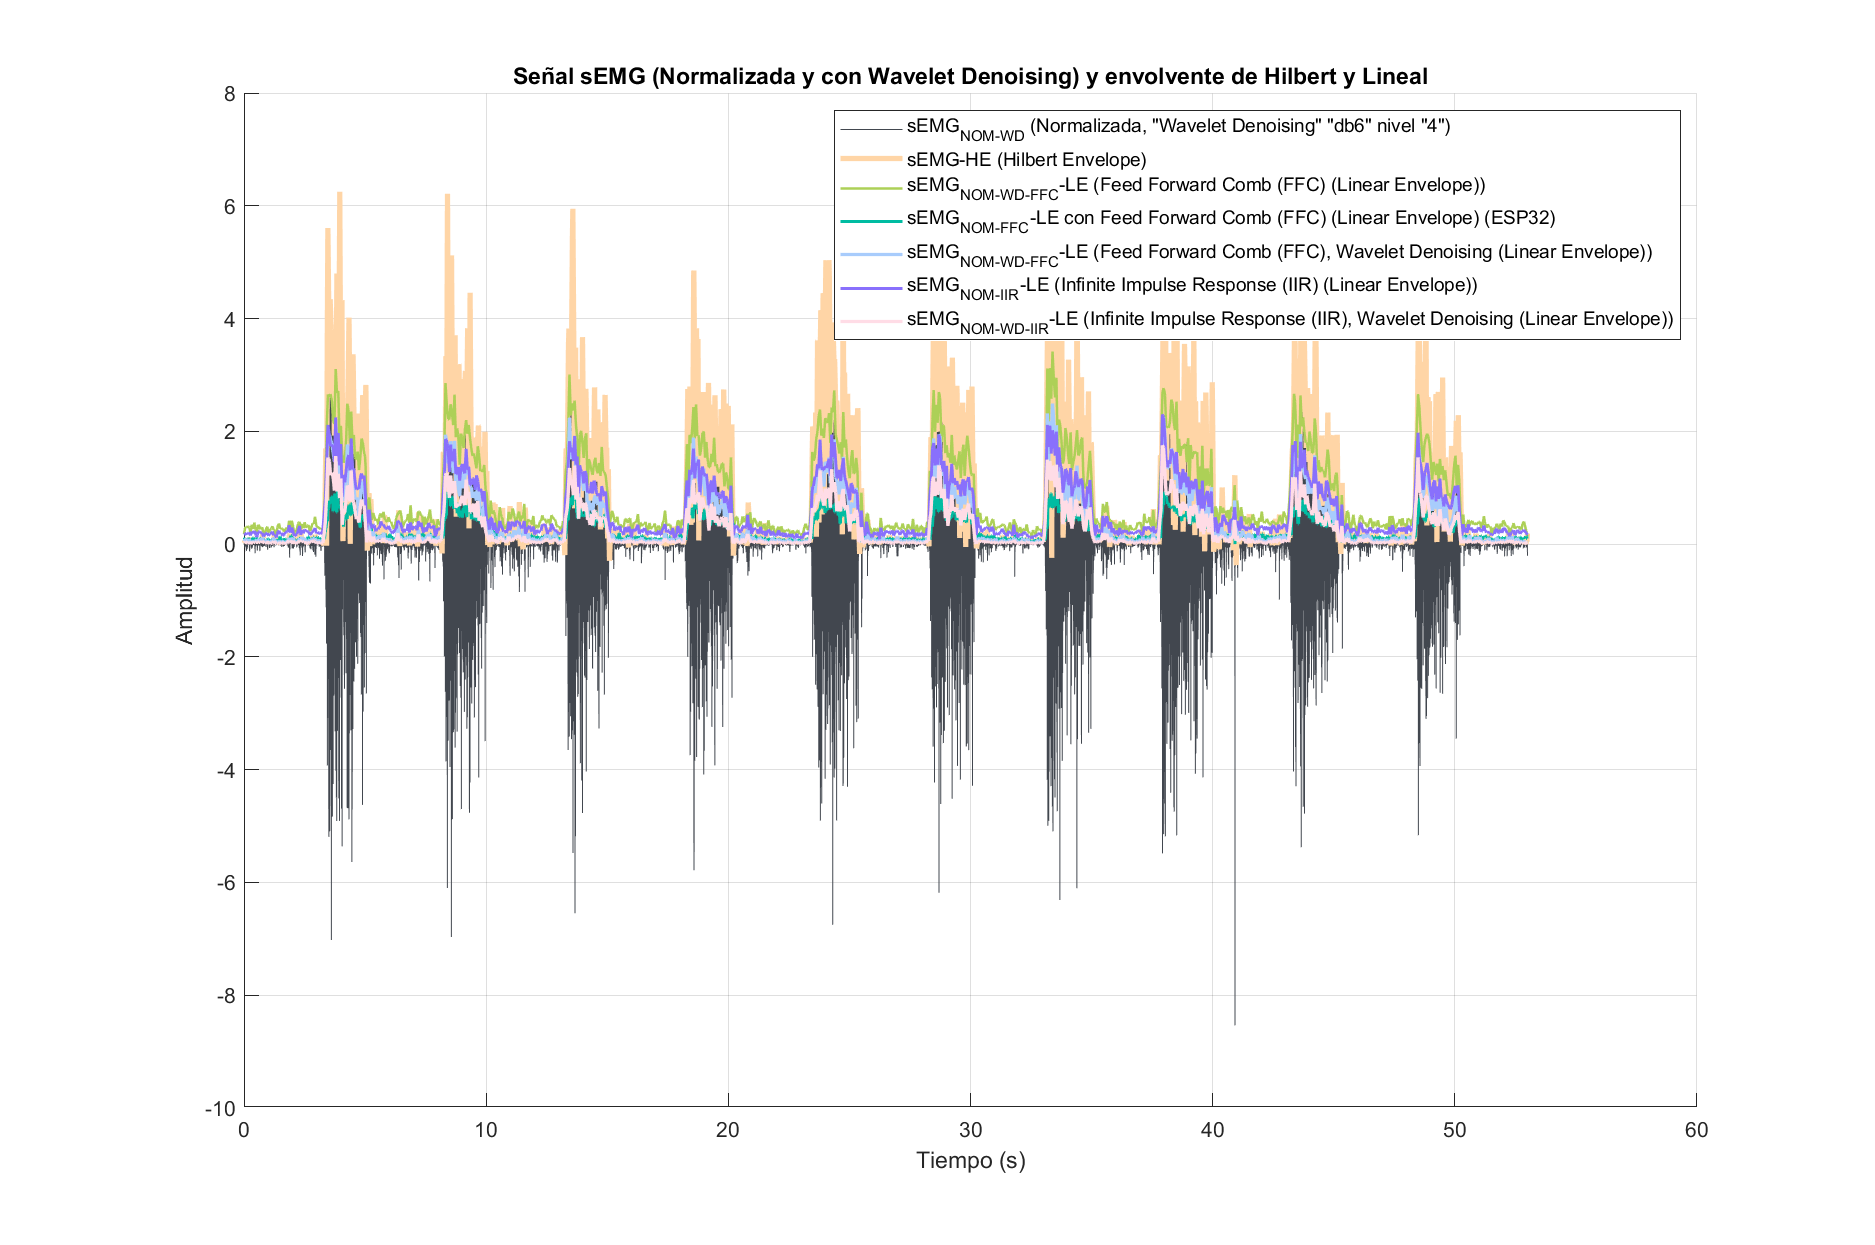 Señal sEMG (Normalizada y con Wavelet Denoising) y envolvente de Hilbert y Lineal
sEMG_NOM-WD (Normalizada, "Wavelet Denoising" "db6" nivel "4")
sEMG-HE (Hilbert Envelope)
sEMG_NOM-WD-FFC-LE (Feed Forward Comb (FFC) (Linear Envelope))
sEMG_NOM-FFC-LE con Feed Forward Comb (FFC) (Linear Envelope) (ESP32)
sEMG_NOM-WD-FFC-LE (Feed Forward Comb (FFC), Wavelet Denoising (Linear Envelope))
sEMG_NOM-IIR-LE (Infinite Impulse Response (IIR) (Linear Envelope))
sEMG_NOM-WD-IIR-LE (Infinite Impulse Response (IIR), Wavelet Denoising (Linear Envelope))
Amplitud
8
6
4
2
0
-2
-4
-6
-8
-10
0 10 20 30 40 50 60
Tiempo (s)